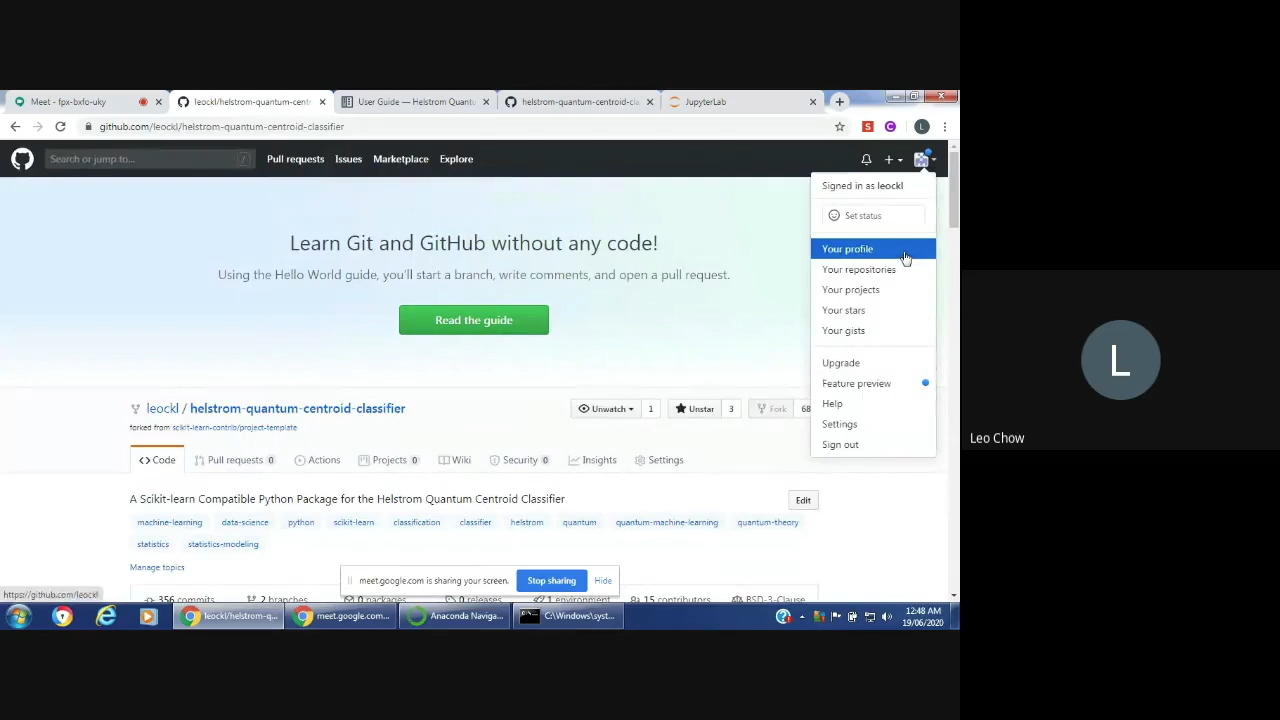 Meet - fpx-bxfo-uky
leockl/helstrom-quantum-cent
User Guide — Helstrom Quantu
helstrom-quantum-centroid-cla
JupyterLab
github.com/leockl/helstrom-quantum-centroid-classifier
S
C
L
Search or jump to...
/
Pull requests
Issues
Marketplace
Explore
Signed in as leockl
Set status
Your profile
Your repositories
Your projects
Your stars
Your gists
Upgrade
Feature preview
Help
Settings
Sign out
Learn Git and GitHub without any code!
Using the Hello World guide, you'll start a branch, write comments, and open a pull request.
Read the guide
leockl / helstrom-quantum-centroid-classifier
Unwatch
1
Unstar
3
Fork
68
forked from scikit-learn-contrib/project-template
Code
Pull requests 0
Actions
Projects 0
Wiki
Security 0
Insights
Settings
A Scikit-learn Compatible Python Package for the Helstrom Quantum Centroid Classifier
Edit
machine-learning
data-science
python
scikit-learn
classification
classifier
helstrom
quantum
quantum-machine-learning
quantum-theory
statistics
statistics-modeling
Manage topics
meet.google.com is sharing your screen.
Stop sharing
Hide
https://github.com/leockl
356 commits
2 branches
0 packages
0 releases
1 environment
15 contributors
BSD-3-Clause
leockl/helstrom-q...
meet.google.com...
Anaconda Naviga...
C:\Windows\syst...
12:48 AM
19/06/2020
L
Leo Chow